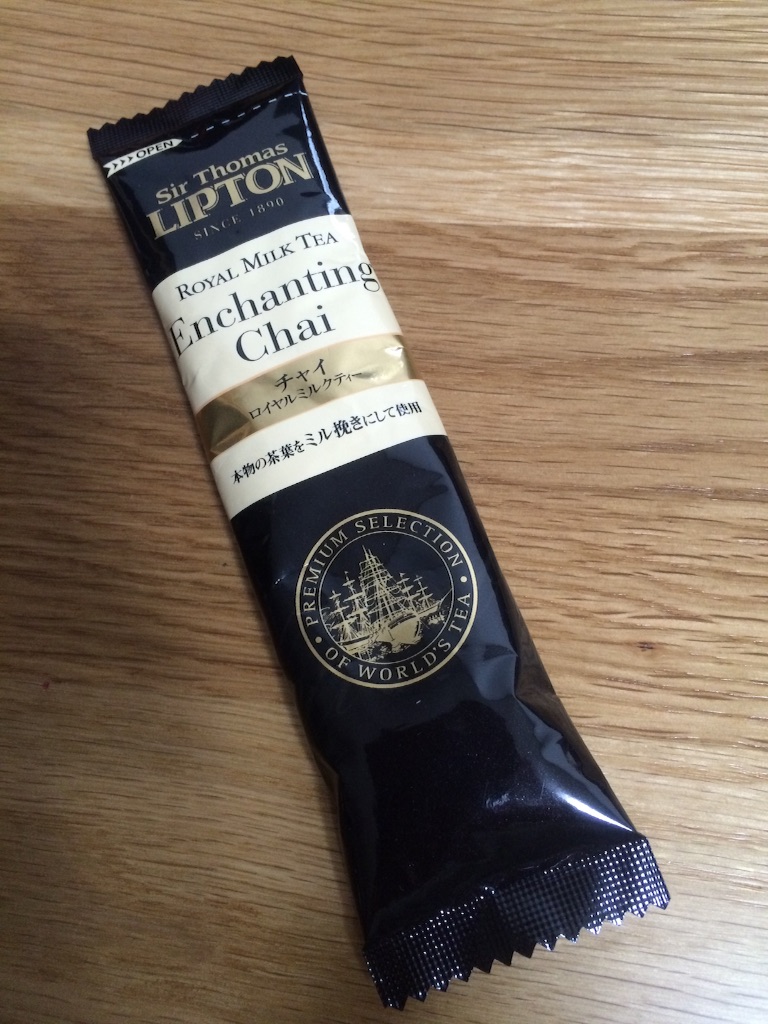 >>>>OPEN
Sir Thomas
LIPTON
SINCE 1890
ROYAL MILK TEA
Enchanting
Chai
チャイ
ロイヤルミルクティー
本物の茶葉をミル挽きにして使用
PREMIUM SELECTION
• OF WORLD'S TEA •